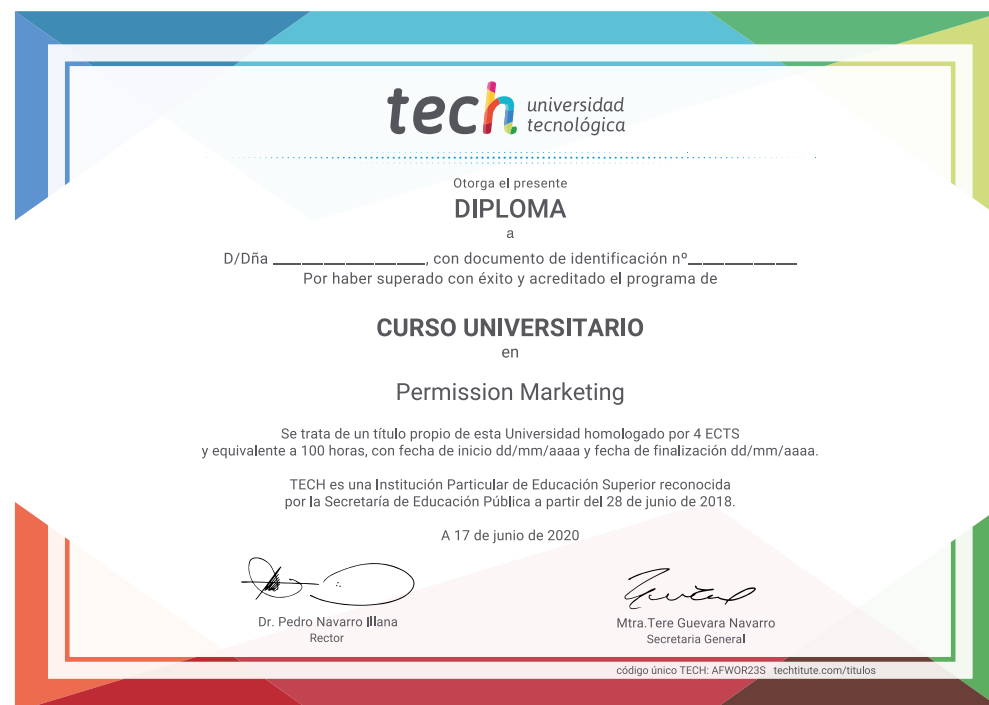 tech universidad
tecnológica
Otorga el presente
DIPLOMA
a
D/Dña ____________________, con documento de identificación nº______________
Por haber superado con éxito y acreditado el programa de
CURSO UNIVERSITARIO
en
Permission Marketing
Se trata de un título propio de esta Universidad homologado por 4 ECTS
y equivalente a 100 horas, con fecha de inicio dd/mm/aaaa y fecha de finalización dd/mm/aaaa.
TECH es una Institución Particular de Educación Superior reconocida
por la Secretaría de Educación Pública a partir del 28 de junio de 2018.
A 17 de junio de 2020
Dr. Pedro Navarro Illana
Rector
Mtra.Tere Guevara Navarro
Secretaria General
código único TECH: AFWOR23S techtitute.com/titulos